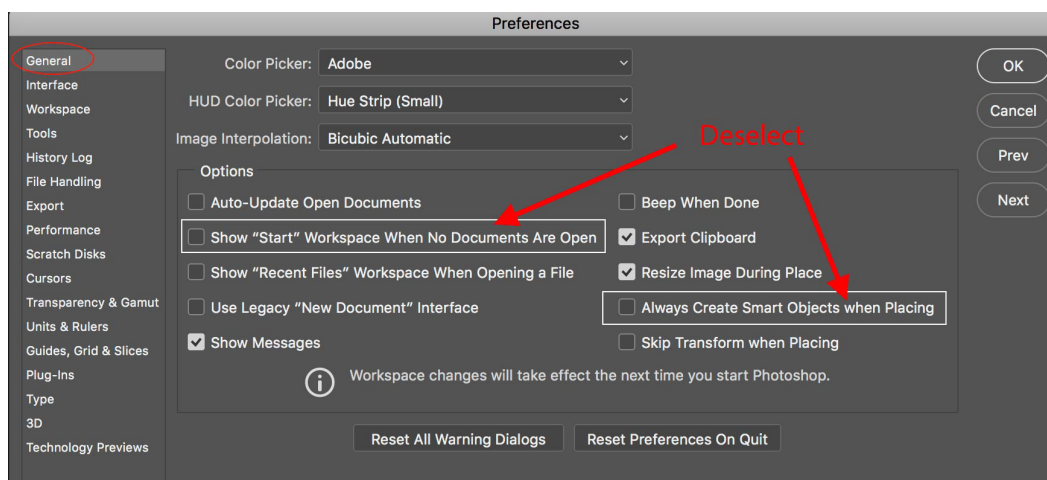 Preferences
General
Interface
Workspace
Tools
History Log
File Handling
Export
Performance
Scratch Disks
Cursors
Transparency & Gamut
Units & Rulers
Guides, Grid & Slices
Plug-Ins
Type
3D
Technology Previews
Color Picker: Adobe
HUD Color Picker: Hue Strip (Small)
Image Interpolation: Bicubic Automatic
Deselect
Options
Auto-Update Open Documents
Show “Start” Workspace When No Documents Are Open
Show “Recent Files” Workspace When Opening a File
Use Legacy “New Document” Interface
Show Messages
Beep When Done
Export Clipboard
Resize Image During Place
Always Create Smart Objects when Placing
Skip Transform when Placing
Workspace changes will take effect the next time you start Photoshop.
Reset All Warning Dialogs
Reset Preferences On Quit
OK
Cancel
Prev
Next